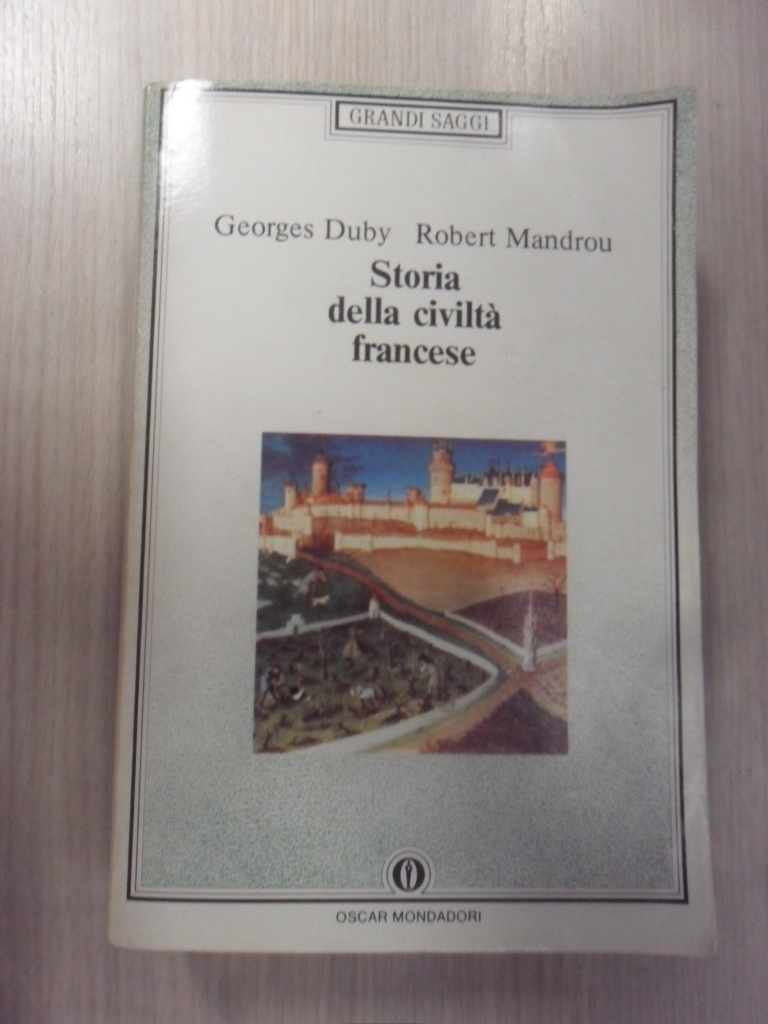 GRANDI SAGGI
Georges Duby Robert Mandrou
Storia
della civiltà
francese
OSCAR MONDADORI